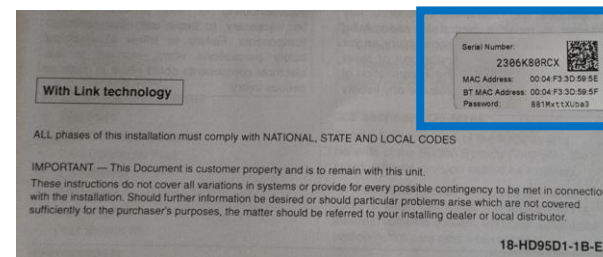 Serial Number:
2306K80RCX
MAC Address: 00:04:F3:3D:59:5E
BT MAC Address: 00:04:F3:3D:59:5F
Password: 881MxttXUba3
With Link technology
ALL phases of this installation must comply with NATIONAL, STATE AND LOCAL CODES
IMPORTANT — This Document is customer property and is to remain with this unit.
These instructions do not cover all variations in systems or provide for every possible contingency to be met in connectio
with the installation. Should further information be desired or should particular problems arise which are not covered
sufficiently for the purchaser's purposes, the matter should be referred to your installing dealer or local distributor.
18-HD95D1-1B-E